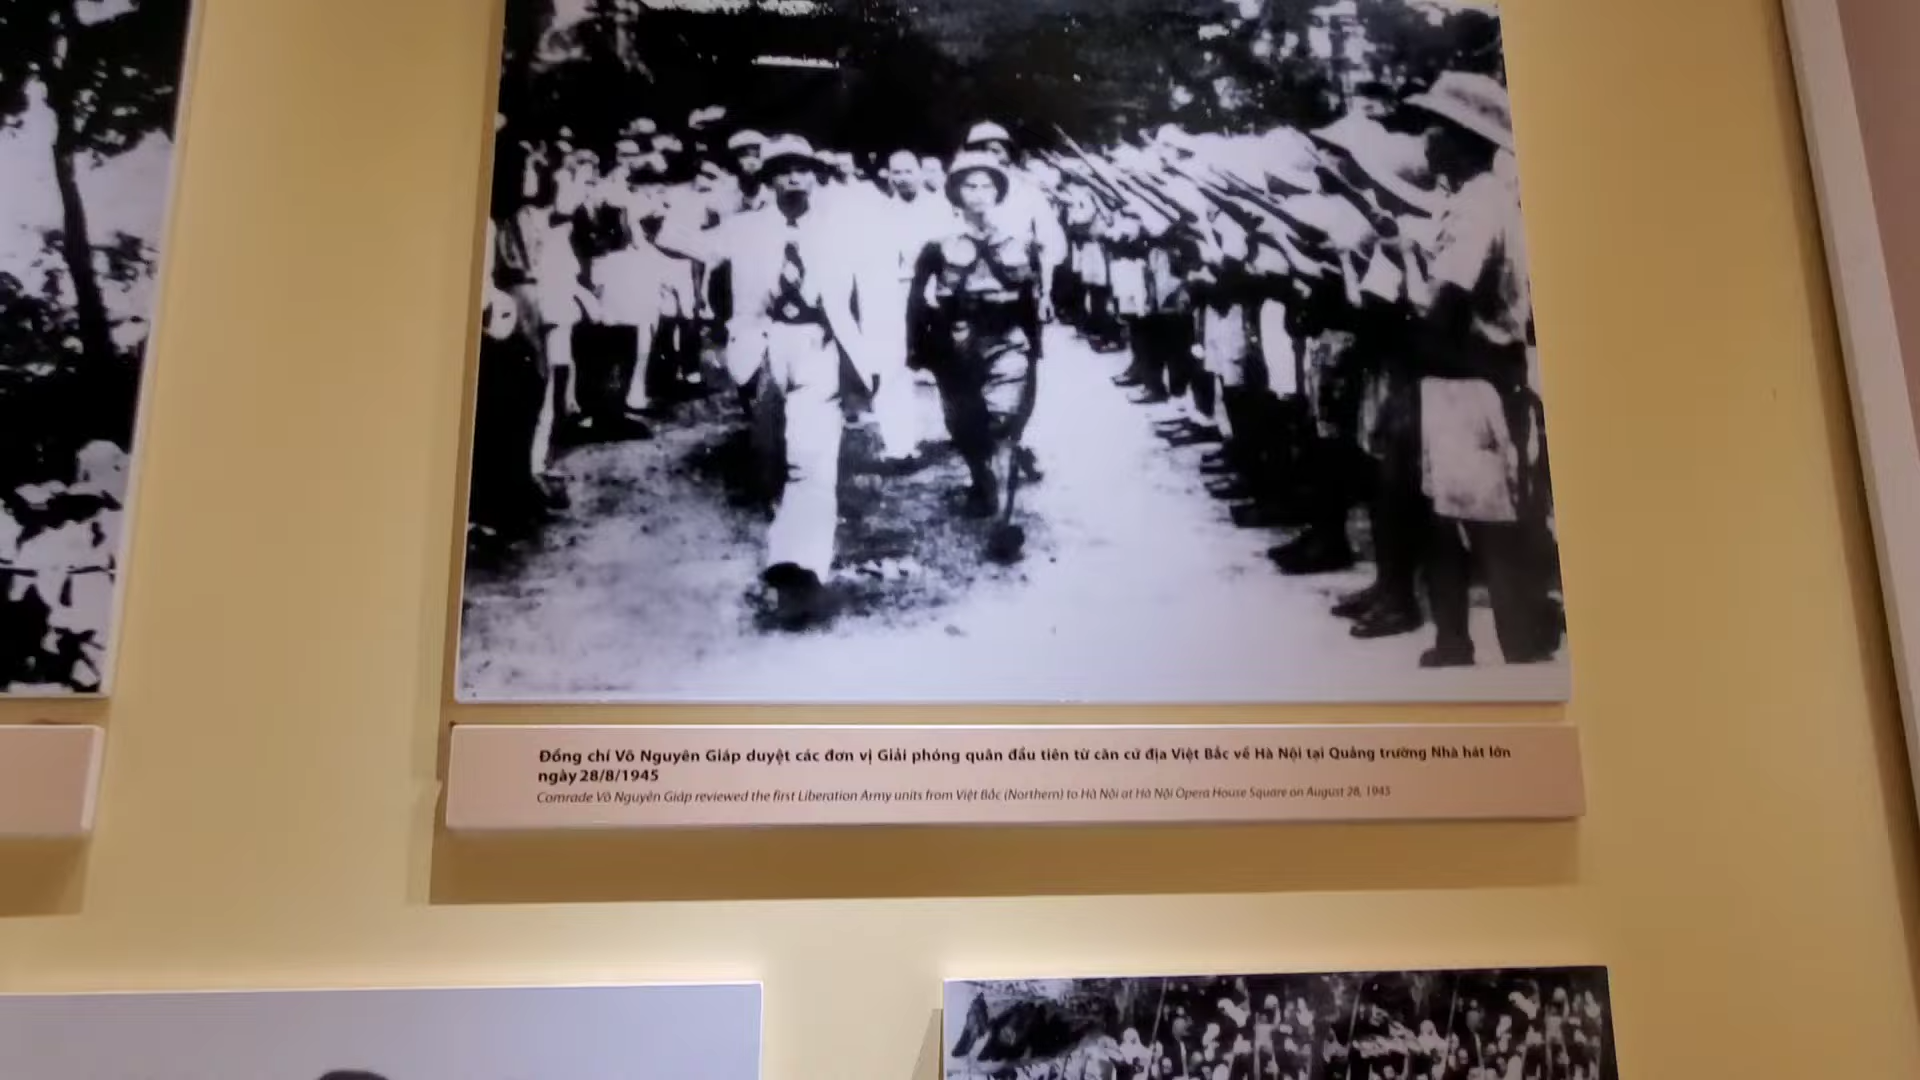 Đồng chí Võ Nguyên Giáp duyệt các đơn vị Giải phóng quân đầu tiên từ căn cứ địa Việt Bắc về Hà Nội tại Quảng trường Nhà hát lớn
ngày 28/8/1945
Comrade Võ Nguyên Giáp reviewed the first Liberation Army units from Việt Bắc (Northern) to Hà Nội at Hà Nội Opera House Square on August 28, 1945